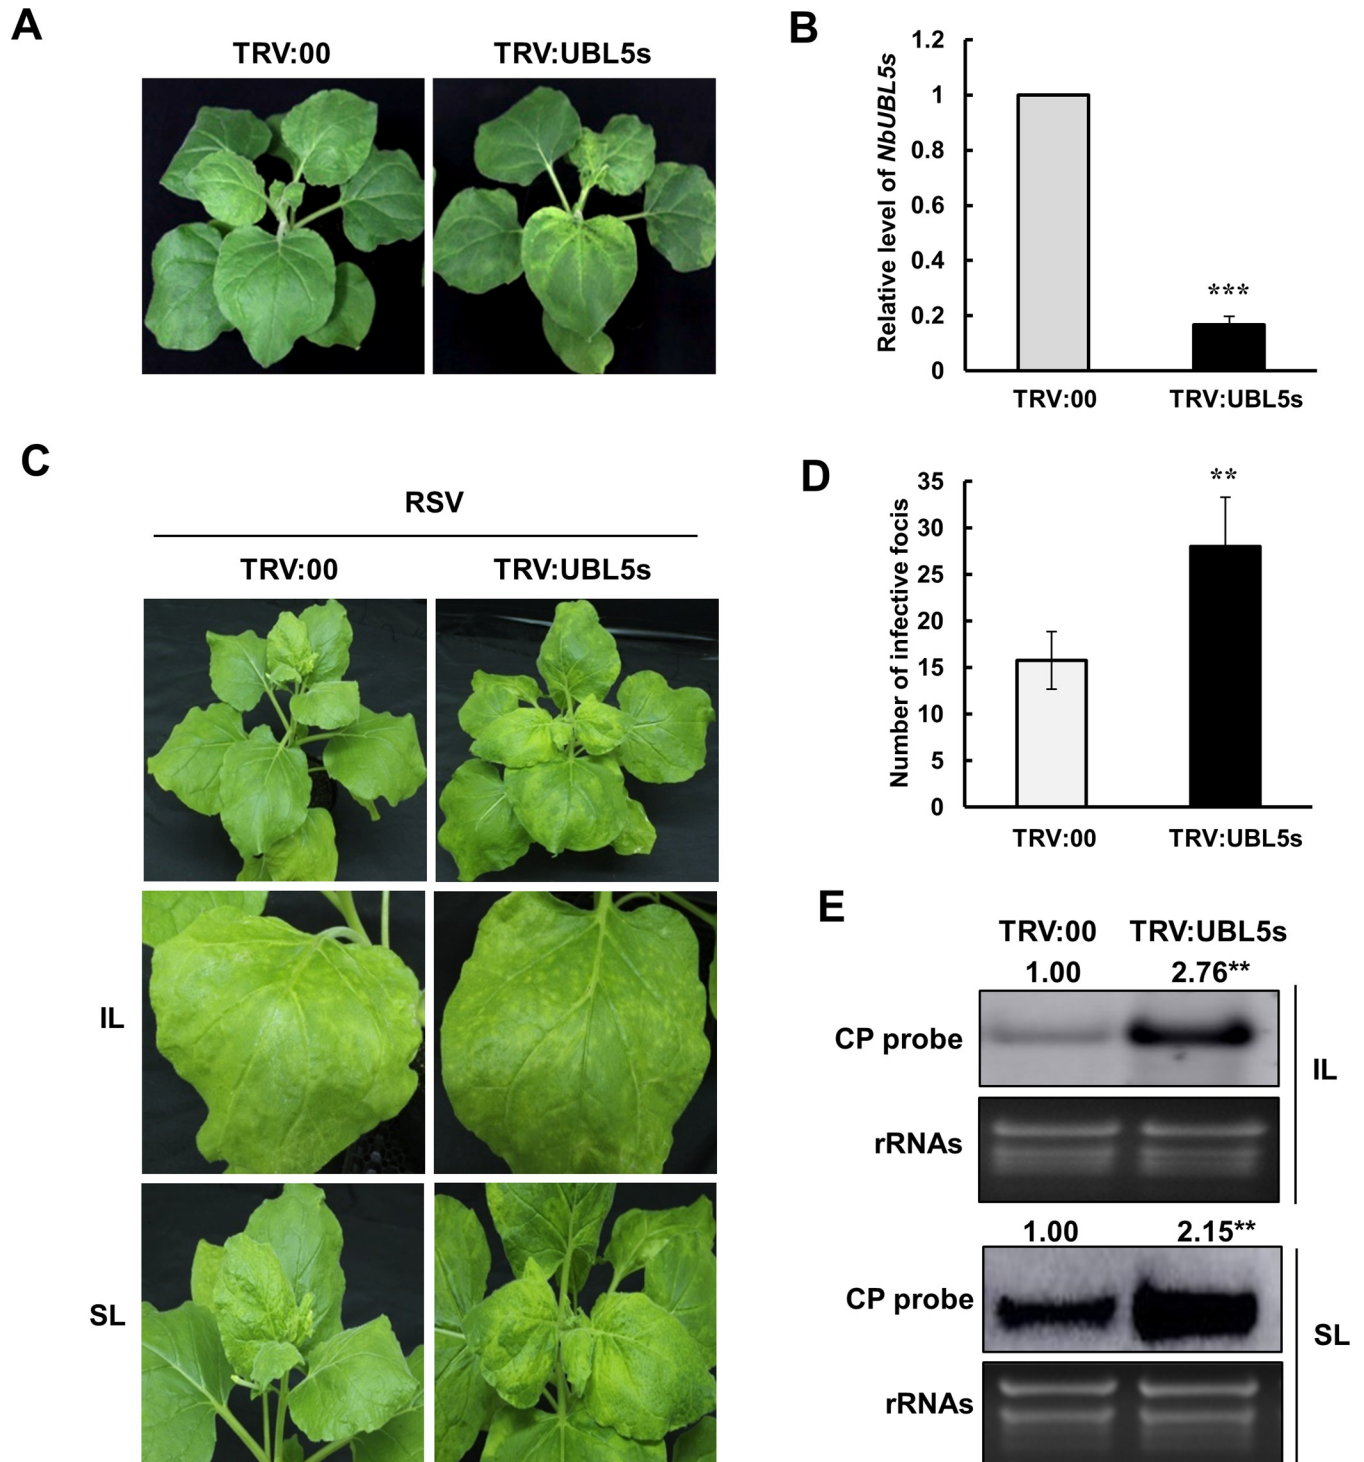 A
TRV:00
TRV:UBL5s
B
Relative level of NbUBL5s
1.2
1
0.8
0.6
0.4
0.2
0
***
TRV:00
TRV:UBL5s
C
RSV
TRV:00
TRV:UBL5s
IL
SL
D
Number of infective focis
35
30
25
20
15
10
5
0
**
TRV:00
TRV:UBL5s
E
TRV:00 TRV:UBL5s
1.00 2.76**
CP probe
IL
rRNAs
1.00 2.15**
CP probe
SL
rRNAs